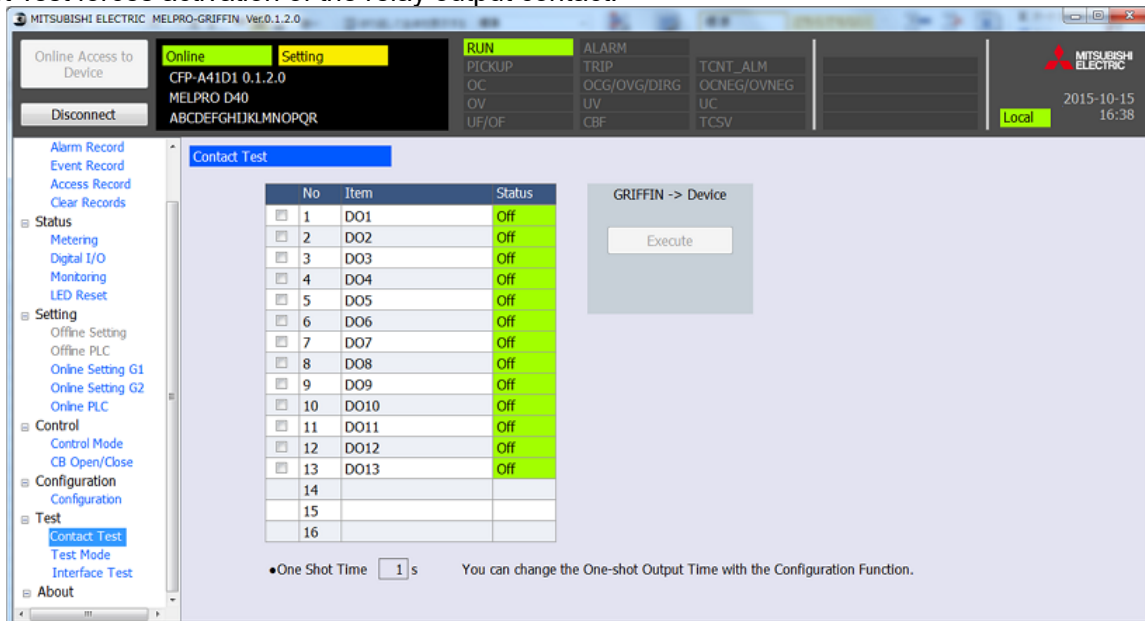 t Test forces activation of the relay output contact.
MITSUBISHI ELECTRIC MELPRO-GRIFFIN Ver.0.1.2.0
Online Access to
Device
Disconnect
Online Setting
CFP-A41D1 0.1.2.0
MELPRO D40
ABCDEFGHIJKLMNOPQR
RUN ALARM
PICKUP TRIP TCNT_ALM
OC OCG/OVG/DIRG OCNEG/OVNEG
OV UV UC
UF/OF CBF TCSV
MITSUBISHI
ELECTRIC
2015-10-15
Local 16:38
Alarm Record
Event Record
Access Record
Clear Records
Status
Metering
Digital I/O
Monitoring
LED Reset
Setting
Offline Setting
Offline PLC
Online Setting G1
Online Setting G2
Online PLC
Control
Control Mode
CB Open/Close
Configuration
Configuration
Test
Contact Test
Test Mode
Interface Test
About
Contact Test
No Item Status
1 DO1 Off
2 DO2 Off
3 DO3 Off
4 DO4 Off
5 DO5 Off
6 DO6 Off
7 DO7 Off
8 DO8 Off
9 DO9 Off
10 DO10 Off
11 DO11 Off
12 DO12 Off
13 DO13 Off
14
15
16
GRIFFIN -> Device
Execute
●One Shot Time 1 s You can change the One-shot Output Time with the Configuration Function.